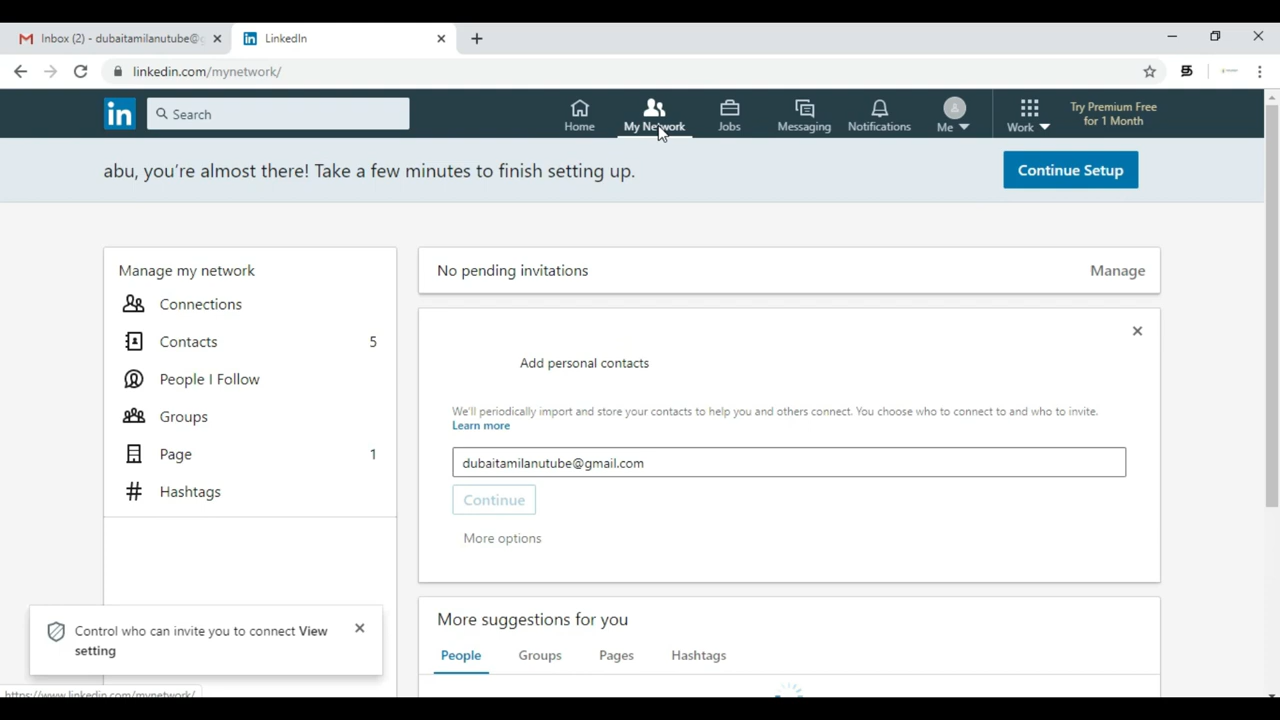 Inbox (2) - dubaitamilanutube@g
LinkedIn
linkedin.com/mynetwork/
in
Search
Home
My Network
Jobs
Messaging
Notifications
Me
Work
Try Premium Free
for 1 Month
abu, you're almost there! Take a few minutes to finish setting up.
Continue Setup
Manage my network
Connections
Contacts 5
People I Follow
Groups
Page 1
Hashtags
No pending invitations
Manage
Add personal contacts
We'll periodically import and store your contacts to help you and others connect. You choose who to connect to and who to invite.
Learn more
dubaitamilanutube@gmail.com
Continue
More options
More suggestions for you
People
Groups
Pages
Hashtags
Control who can invite you to connect View
setting
https://www.linkedin.com/mynetwork/